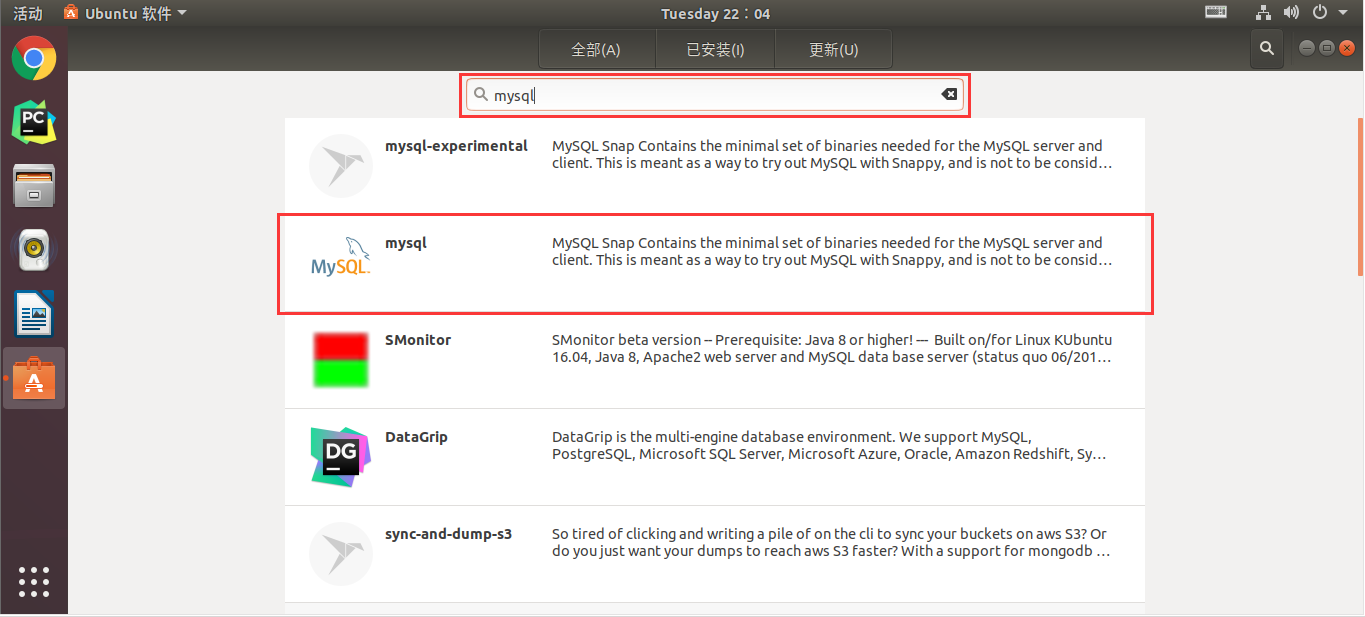 活动
Ubuntu 软件
Tuesday 22：04
全部(A)
已安装(I)
更新(U)
mysql
mysql-experimental
MySQL Snap Contains the minimal set of binaries needed for the MySQL server and
client. This is meant as a way to try out MySQL with Snappy, and is not to be consid…
MySQL
mysql
MySQL Snap Contains the minimal set of binaries needed for the MySQL server and
client. This is meant as a way to try out MySQL with Snappy, and is not to be consid…
SMonitor
SMonitor beta version -- Prerequisite: Java 8 or higher! --- Built on/for Linux KUbuntu
16.04, Java 8, Apache2 web server and MySQL data base server (status quo 06/201…
DG
DataGrip
DataGrip is the multi-engine database environment. We support MySQL,
PostgreSQL, Microsoft SQL Server, Microsoft Azure, Oracle, Amazon Redshift, Sy…
sync-and-dump-s3
So tired of clicking and writing a pile of on the cli to sync your buckets on aws S3? Or
do you just want your dumps to reach aws S3 faster? With a support for mongodb …
PC